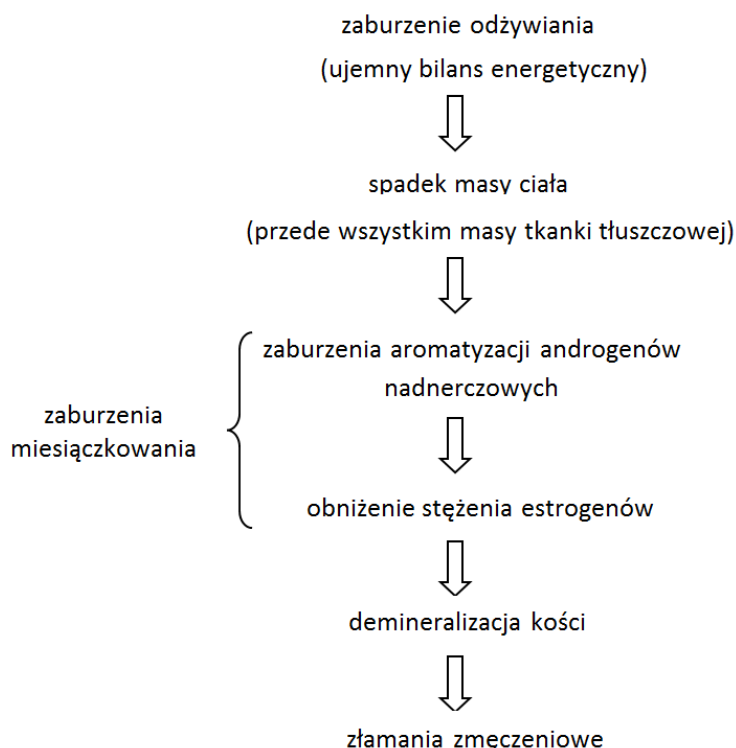 zaburzenie odżywiania
(ujemny bilans energetyczny)
spadek masy ciała
(przede wszystkim masy tkanki tłuszczowej)
zaburzenia aromatyzacji androgenów
nadnerczowych
zaburzenia
miesiączkowania
obniżenie stężenia estrogenów
demineralizacja kości
złamania zmeczeniowe